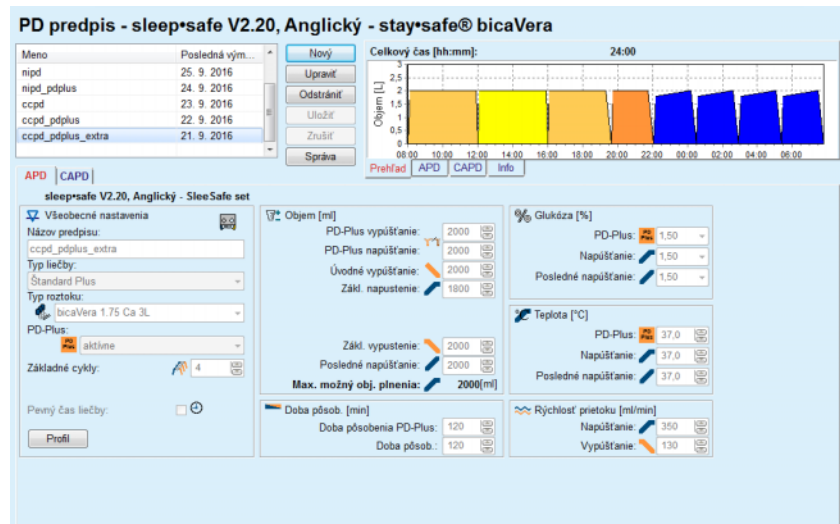 PD predpis - sleep•safe V2.20, Anglický - stay•safe® bicaVera
Meno Posledná vým...
nipd 25. 9. 2016
nipd_pdplus 24. 9. 2016
ccpd 23. 9. 2016
ccpd_pdplus 22. 9. 2016
ccpd_pdplus_extra 21. 9. 2016
Nový
Upraviť
Odstrániť
Uložiť
Zrušiť
Správa
Celkový čas [hh:mm]: 24:00
Objem [L]
3
2,5
2
1,5
1
0,5
0
08:00 10:00 12:00 14:00 16:00 18:00 20:00 22:00 00:00 02:00 04:00 06:00
Prehľad APD CAPD Info
APD CAPD
sleep•safe V2.20, Anglický - SleeSafe set
Všeobecné nastavenia
Názov predpisu:
ccpd_pdplus_extra
Typ liečby:
Štandard Plus
Typ roztoku:
bicaVera 1.75 Ca 3L
PD-Plus:
PD Plus aktívne
Základné cykly: 4
Pevný čas liečby:
Profil
Objem [ml]
PD-Plus vypúšťanie: 2000
PD-Plus napúšťanie: 2000
Úvodné vypúšťanie: 2000
Zákl. napustenie: 1800
Zákl. vypustenie: 2000
Posledné napúšťanie: 2000
Max. možný obj. plnenia: 2000[ml]
Doba pôsob. [min]
Doba pôsobenia PD-Plus: 120
Doba pôsob.: 120
Glukóza [%]
PD-Plus: PD Plus 1,50
Napúšťanie: 1,50
Posledné napúšťanie: 1,50
Teplota [°C]
PD-Plus: PD Plus 37,0
Napúšťanie: 37,0
Posledné napúšťanie: 37,0
Rýchlosť prietoku [ml/min]
Napúšťanie: 350
Vypúšťanie: 130